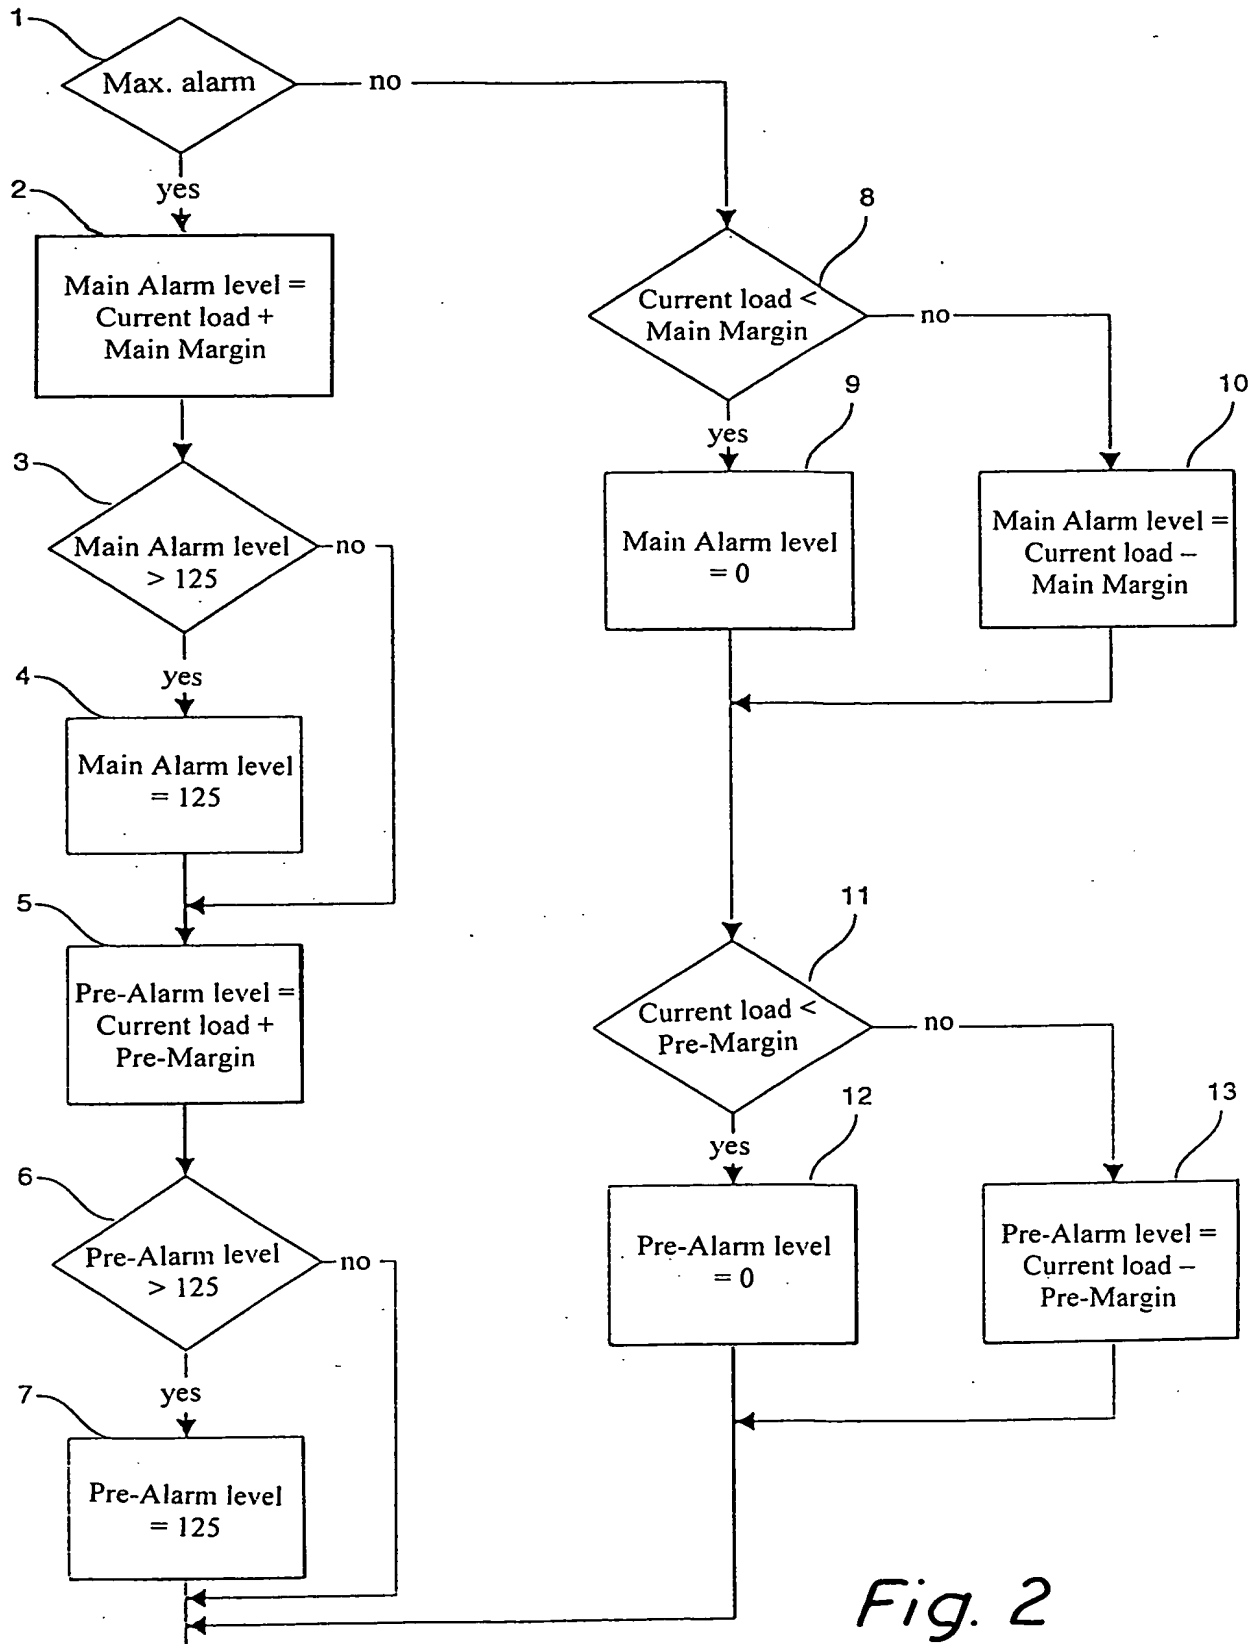 1
Max. alarm
no
yes
2
Main Alarm level =
Current load +
Main Margin
3
Main Alarm level
> 125
no
yes
4
Main Alarm level
= 125
5
Pre-Alarm level =
Current load +
Pre-Margin
6
Pre-Alarm level
> 125
no
yes
7
Pre-Alarm level
= 125
8
Current load <
Main Margin
no
yes
9
Main Alarm level
= 0
10
Main Alarm level =
Current load –
Main Margin
11
Current load <
Pre-Margin
no
yes
12
Pre-Alarm level
= 0
13
Pre-Alarm level =
Current load –
Pre-Margin
Fig. 2